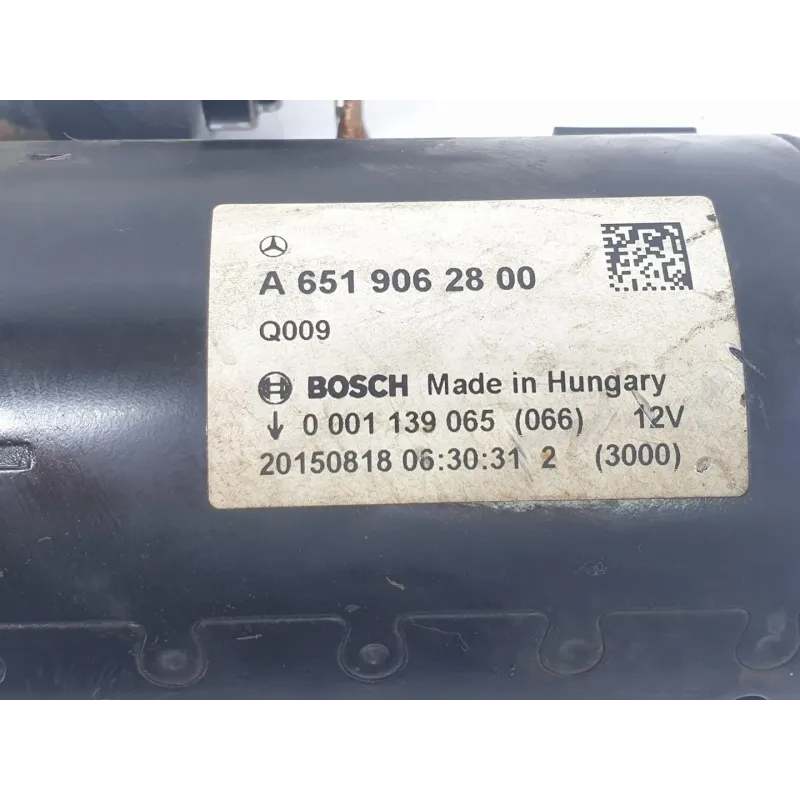 A 651 906 28 00
Q009
BOSCH Made in Hungary
↓ 0 001 139 065 (066) 12V
20150818 06:30:31 2 (3000)